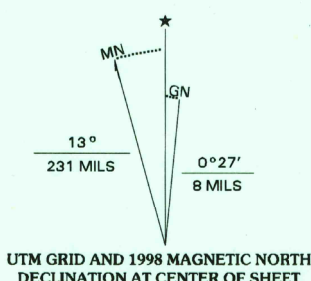 MN
GN
13°
231 MILS
0°27′
8 MILS
UTM GRID AND 1998 MAGNETIC NORTH
DECLINATION AT CENTER OF SHEET